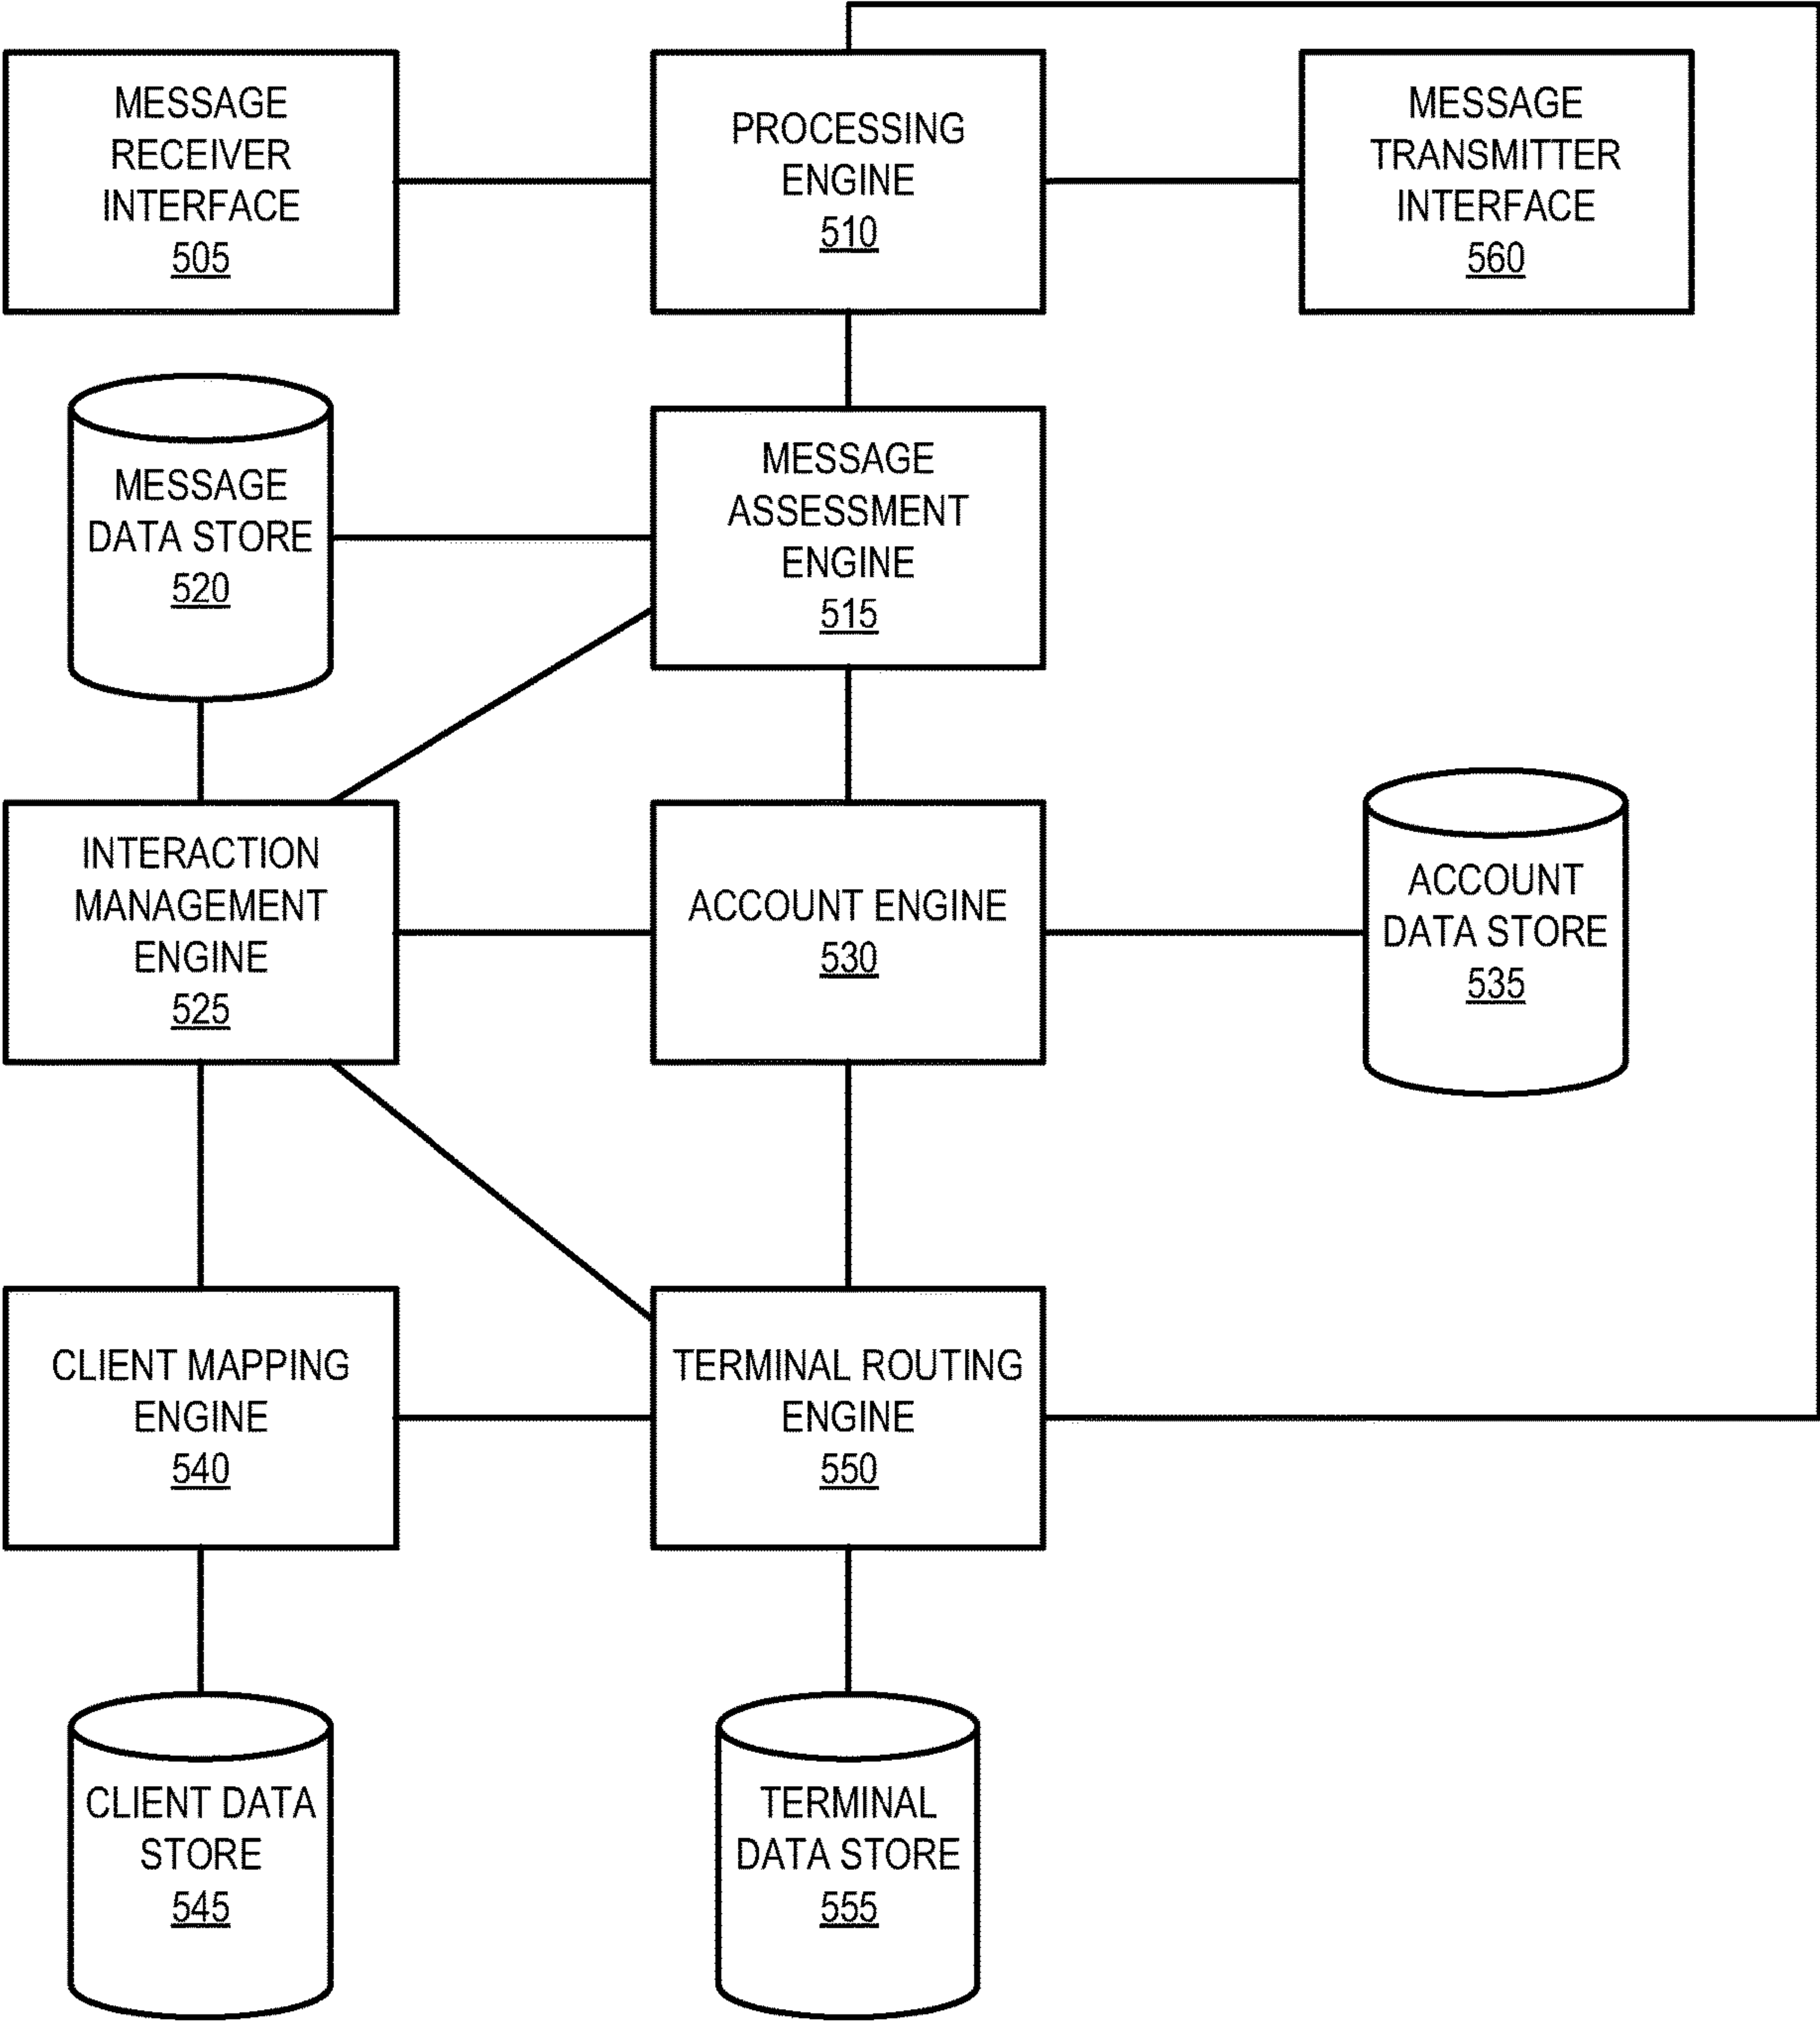 MESSAGE
RECEIVER
INTERFACE
505
PROCESSING
ENGINE
510
MESSAGE
TRANSMITTER
INTERFACE
560
MESSAGE
DATA STORE
520
MESSAGE
ASSESSMENT
ENGINE
515
INTERACTION
MANAGEMENT
ENGINE
525
ACCOUNT ENGINE
530
ACCOUNT
DATA STORE
535
CLIENT MAPPING
ENGINE
540
TERMINAL ROUTING
ENGINE
550
CLIENT DATA
STORE
545
TERMINAL
DATA STORE
555